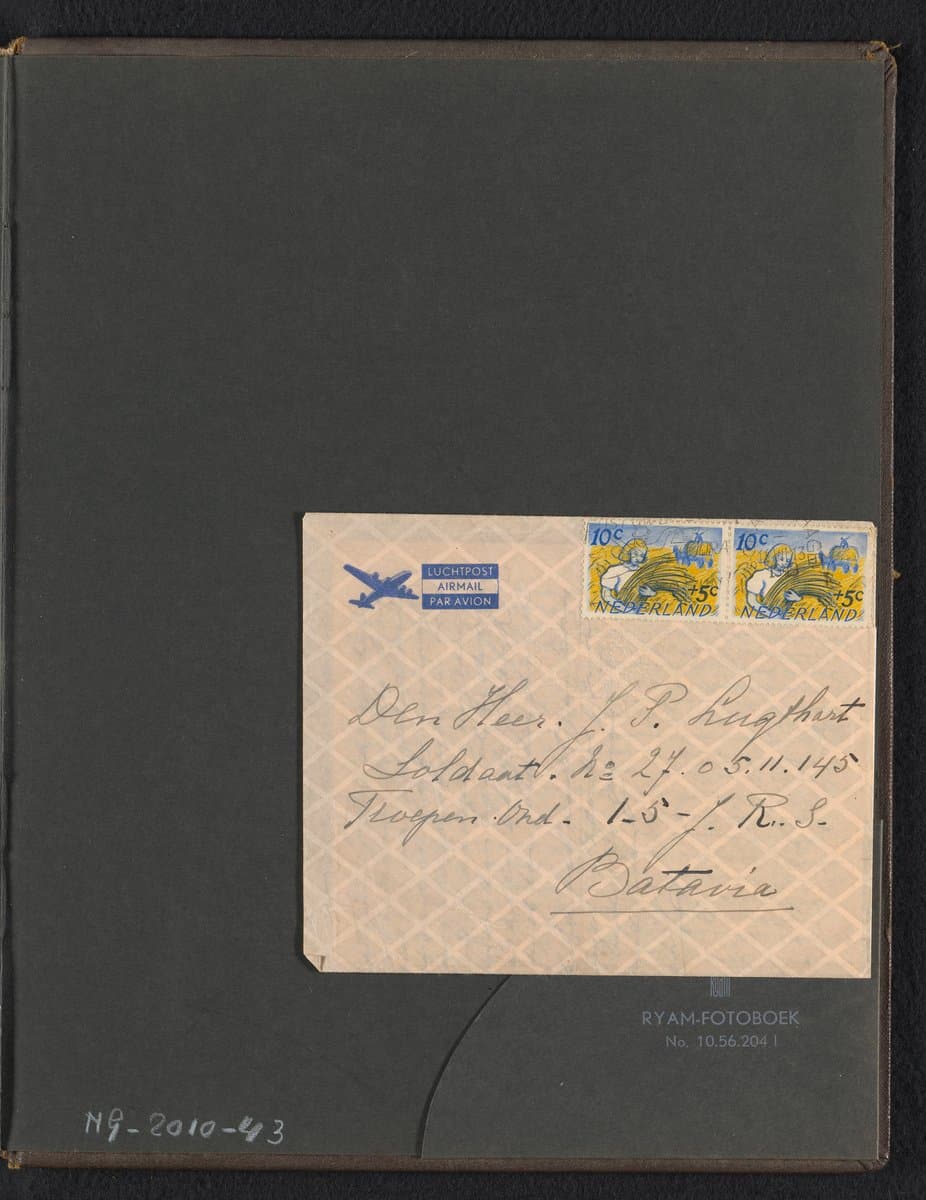 LUCHTPOST
AIRMAIL
PAR AVION
10c
+5c
NEDERLAND
10c
+5c
NEDERLAND
Den Heer. J. P. Lugthart
Soldaat. No 27.05.11.145
Troepen. Ond. 1-5-J. R. S.
Batavia
RYAM-FOTOBOEK
No. 10.56.204 I
NG-2010-43